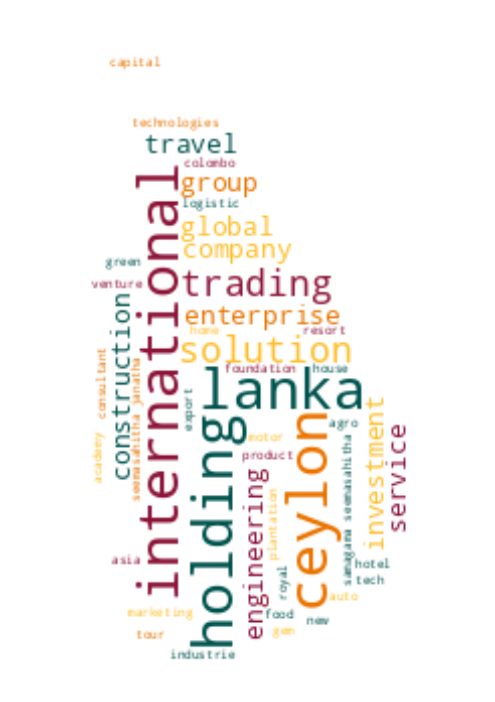 capital
technologies
travel
colombo
international
group
logistic
global
company
green
venture
trading
construction
enterprise
home
resort
solution
consultant
seemasahitha janatha
foundation
house
lanka
export
holding
ceylon
agro
academy
motor
product
investment
service
samagama seemasahitha
engineering
plantation
asia
hotel
royal
tech
auto
marketing
food
new
tour
gem
industrie